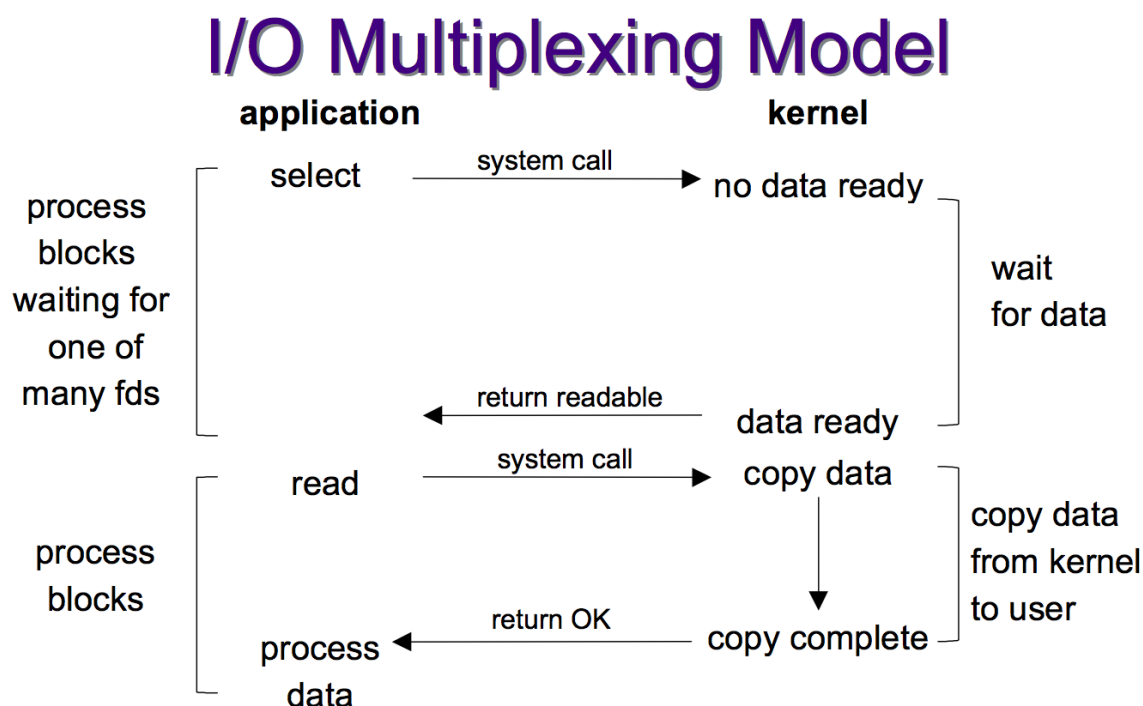 I/O Multiplexing Model
application
kernel
select
system call
no data ready
process
blocks
waiting for
one of
many fds
wait
for data
return readable
data ready
read
system call
copy data
process
blocks
copy data
from kernel
to user
return OK
copy complete
process
data